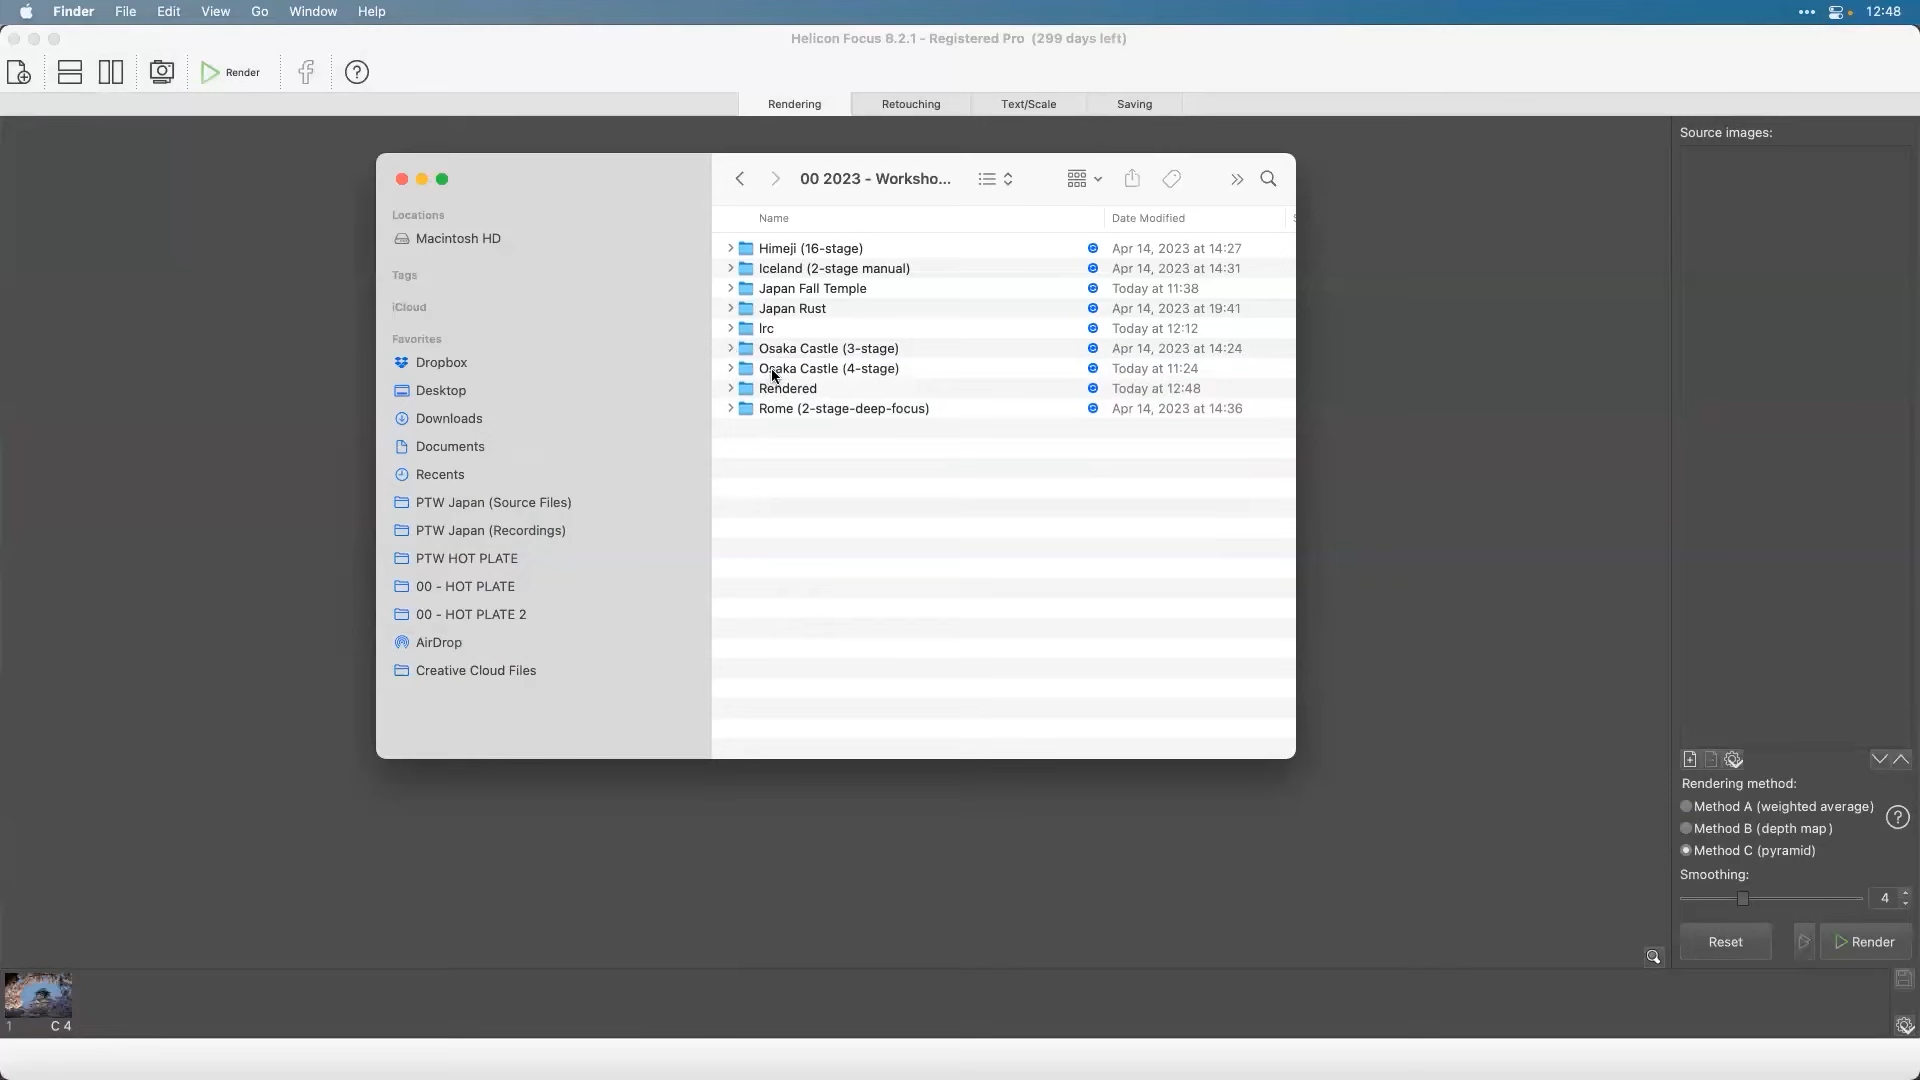 Finder File Edit View Go Window Help 12:48
Helicon Focus 8.2.1 - Registered Pro (299 days left)
Render
Rendering Retouching Text/Scale Saving
Source images:
00 2023 - Worksho...
Name Date Modified
Locations
Macintosh HD
Tags
iCloud
Favorites
Dropbox
Desktop
Downloads
Documents
Recents
PTW Japan (Source Files)
PTW Japan (Recordings)
PTW HOT PLATE
00 - HOT PLATE
00 - HOT PLATE 2
AirDrop
Creative Cloud Files
Himeji (16-stage) Apr 14, 2023 at 14:27
Iceland (2-stage manual) Apr 14, 2023 at 14:31
Japan Fall Temple Today at 11:38
Japan Rust Apr 14, 2023 at 19:41
lrc Today at 12:12
Osaka Castle (3-stage) Apr 14, 2023 at 14:24
Osaka Castle (4-stage) Today at 11:24
Rendered Today at 12:48
Rome (2-stage-deep-focus) Apr 14, 2023 at 14:36
Rendering method:
Method A (weighted average)
Method B (depth map)
Method C (pyramid)
Smoothing:
4
Reset Render
1 C 4